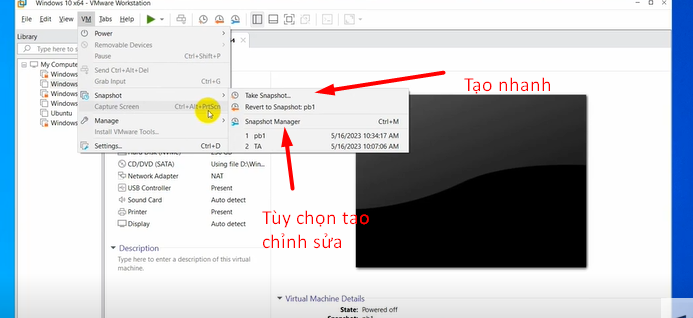 Windows 10 x64 - VMware Workstation
File Edit View VM Tabs Help
Library
Type here to search
My Compute
Windows
Windows
Windows
Ubuntu
Windows
Power
Removable Devices
Pause Ctrl+Shift+P
Send Ctrl+Alt+Del
Grab Input Ctrl+G
Snapshot
Capture Screen Ctrl+Alt+PrtScn
Manage
Install VMware Tools...
Settings... Ctrl+D
Take Snapshot...
Revert to Snapshot: pb1
Snapshot Manager Ctrl+M
1 pb1 5/16/2023 10:34:17 AM
2 TA 5/16/2023 10:07:06 AM
Tạo nhanh
Tùy chọn tạo
chỉnh sửa
CD/DVD (SATA) Using file D:\Win...
Network Adapter NAT
USB Controller Present
Sound Card Auto detect
Printer Present
Display Auto detect
Description
Type here to enter a description of this virtual
machine.
Virtual Machine Details
State: Powered off